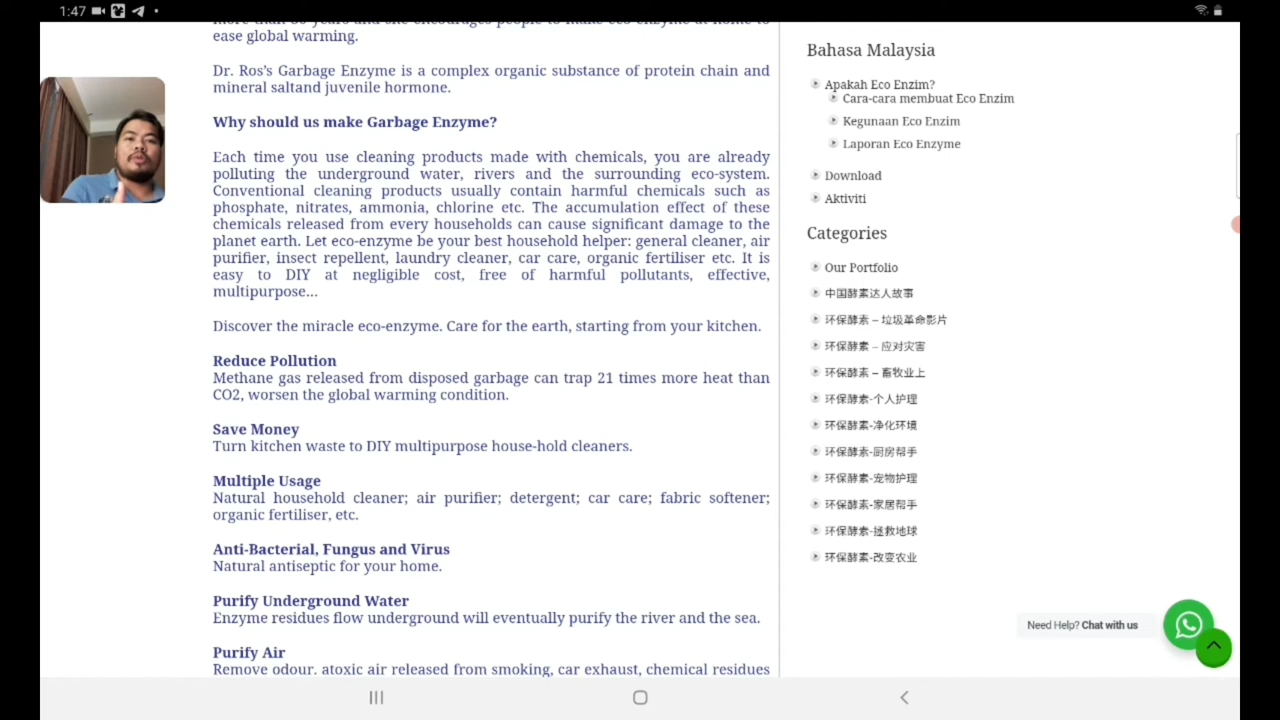 1:47
more than 30 years and she encourages people to make eco-enzyme at home to
ease global warming.
Dr. Ros's Garbage Enzyme is a complex organic substance of protein chain and
mineral saltand juvenile hormone.
Why should us make Garbage Enzyme?
Each time you use cleaning products made with chemicals, you are already
polluting the underground water, rivers and the surrounding eco-system.
Conventional cleaning products usually contain harmful chemicals such as
phosphate, nitrates, ammonia, chlorine etc. The accumulation effect of these
chemicals released from every households can cause significant damage to the
planet earth. Let eco-enzyme be your best household helper: general cleaner, air
purifier, insect repellent, laundry cleaner, car care, organic fertiliser etc. It is
easy to DIY at negligible cost, free of harmful pollutants, effective,
multipurpose...
Discover the miracle eco-enzyme. Care for the earth, starting from your kitchen.
Reduce Pollution
Methane gas released from disposed garbage can trap 21 times more heat than
CO2, worsen the global warming condition.
Save Money
Turn kitchen waste to DIY multipurpose house-hold cleaners.
Multiple Usage
Natural household cleaner; air purifier; detergent; car care; fabric softener;
organic fertiliser, etc.
Anti-Bacterial, Fungus and Virus
Natural antiseptic for your home.
Purify Underground Water
Enzyme residues flow underground will eventually purify the river and the sea.
Purify Air
Remove odour. atoxic air released from smoking, car exhaust, chemical residues
Bahasa Malaysia
Apakah Eco Enzim?
Cara-cara membuat Eco Enzim
Kegunaan Eco Enzim
Laporan Eco Enzyme
Download
Aktiviti
Categories
Our Portfolio
中国酵素达人故事
环保酵素 – 垃圾革命影片
环保酵素 – 应对灾害
环保酵素 – 畜牧业上
环保酵素-个人护理
环保酵素-净化环境
环保酵素-厨房帮手
环保酵素-宠物护理
环保酵素-家居帮手
环保酵素-拯救地球
环保酵素-改变农业
Need Help? Chat with us